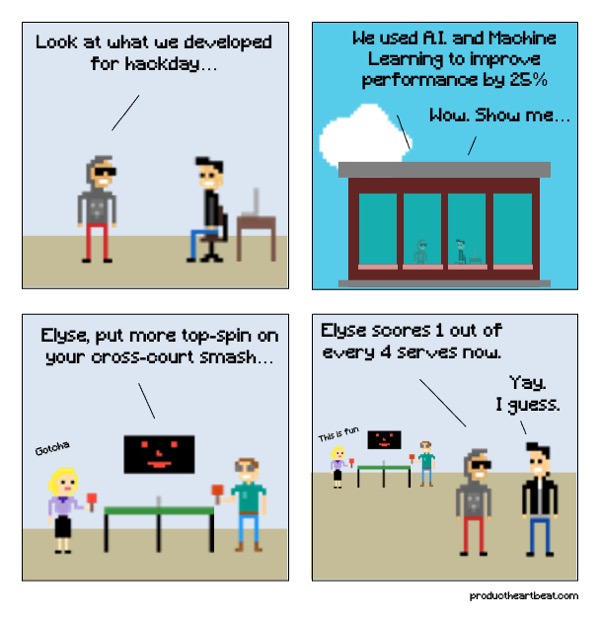 Look at what we developed
for hackday...
We used A.I. and Machine
Learning to improve
performance by 25%
Wow. Show me...
Elyse, put more top-spin on
your cross-court smash...
Gotcha
Elyse scores 1 out of
every 4 serves now.
Yay.
I guess.
This is fun
productheartbeat.com